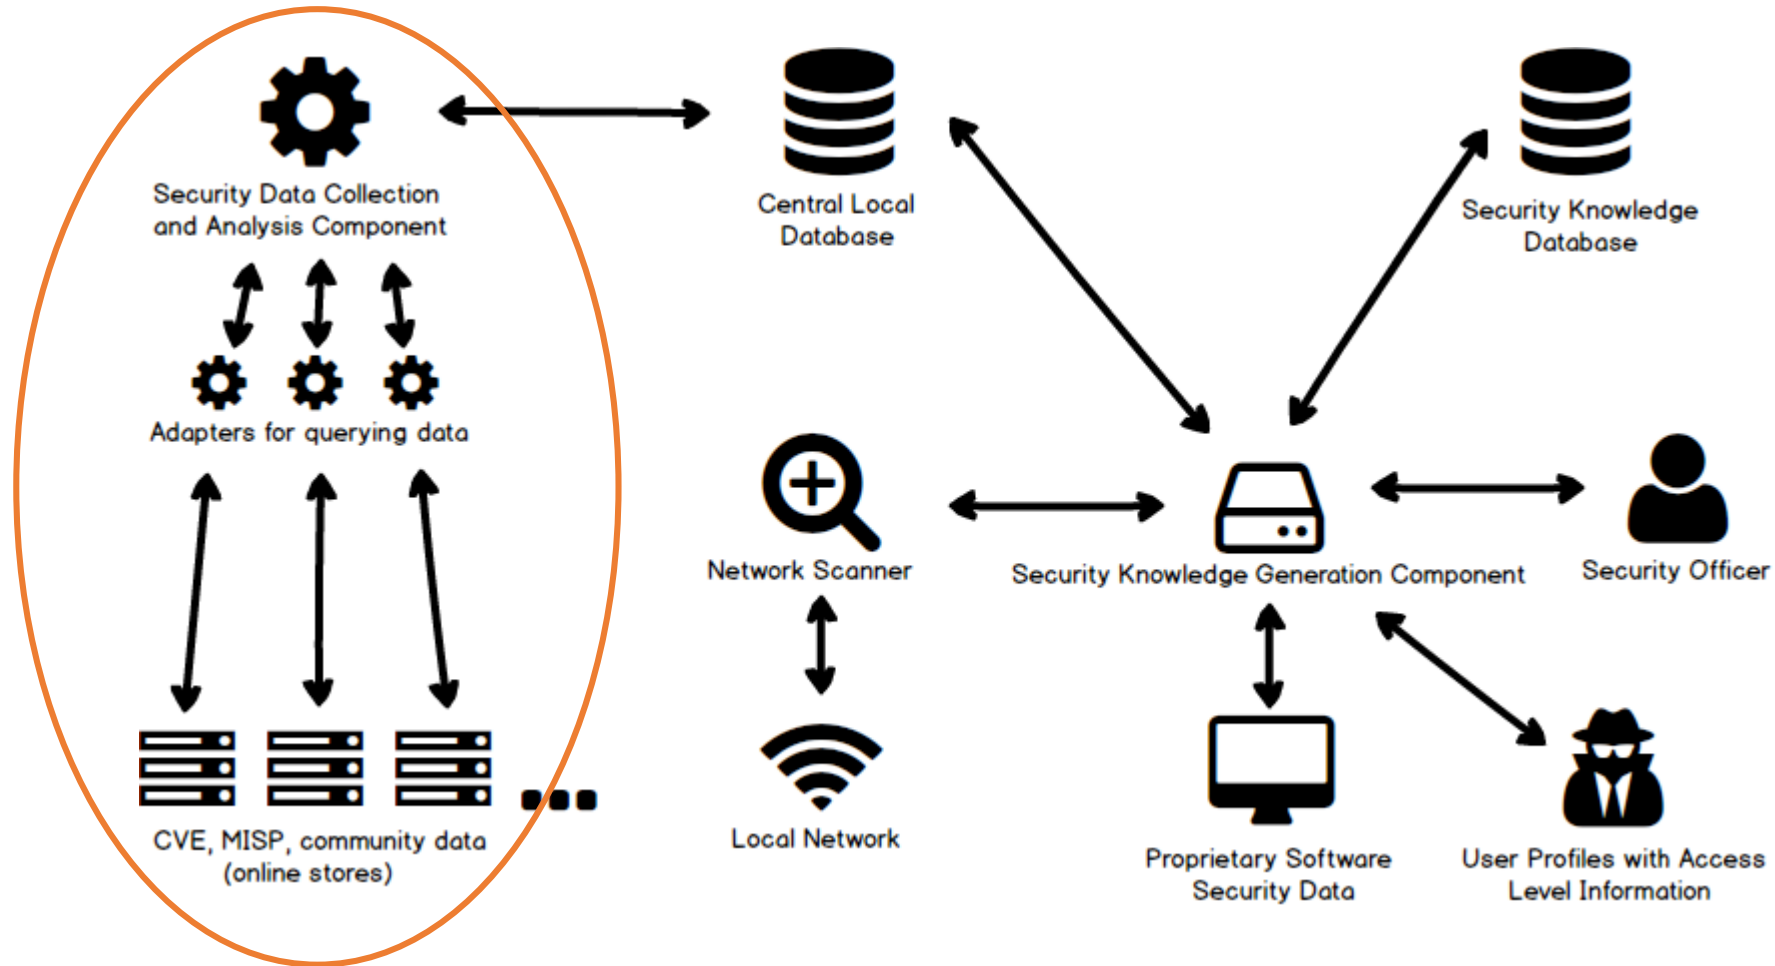 Security Data Collection
and Analysis Component
Central Local
Database
Security Knowledge
Database
Adapters for querying data
Network Scanner
Security Knowledge Generation Component
Security Officer
CVE, MISP, community data
(online stores)
Local Network
Proprietary Software
Security Data
User Profiles with Access
Level Information